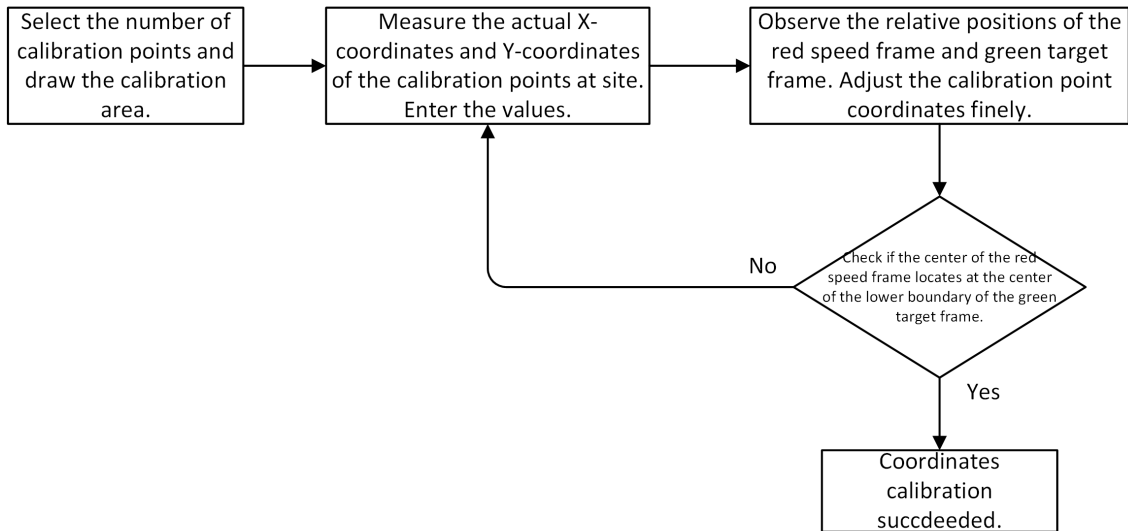 Select the number of
calibration points and
draw the calibration
area.
Measure the actual X-
coordinates and Y-coordinates
of the calibration points at site.
Enter the values.
Observe the relative positions of the
red speed frame and green target
frame. Adjust the calibration point
coordinates finely.
No
Check if the center of the red
speed frame locates at the center
of the lower boundary of the green
target frame.
Yes
Coordinates
calibration
succdeeded.